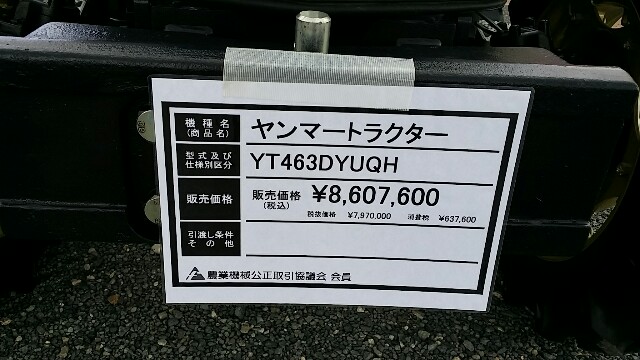 機種名
(商品名)
ヤンマートラクター
型式及び
仕様別区分
YT463DYUQH
販売価格
販売価格 ¥8,607,600
(税込)
税抜価格 ¥7,970,000 消費税 ¥637,600
引渡し条件
その他
農業機械公正取引協議会 会員